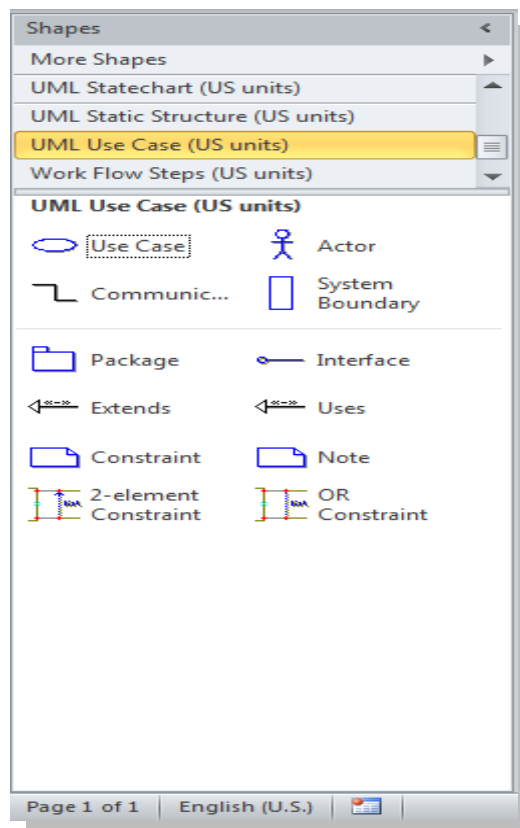 Shapes
More Shapes
UML Statechart (US units)
UML Static Structure (US units)
UML Use Case (US units)
Work Flow Steps (US units)
UML Use Case (US units)
Use Case
Actor
Communic...
System
Boundary
Package
Interface
Extends
Uses
Constraint
Note
2-element
Constraint
OR
Constraint
Page 1 of 1
English (U.S.)